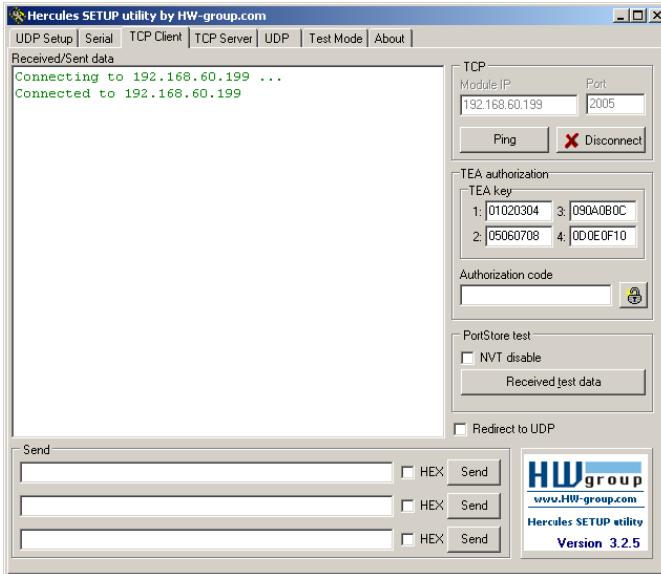 Hercules SETUP utility by HW-group.com
UDP Setup Serial TCP Client TCP Server UDP Test Mode About
Received/Sent data
Connecting to 192.168.60.199 ...
Connected to 192.168.60.199
TCP
Module IP Port
192.168.60.199 2005
Ping Disconnect
TEA authorization
TEA key
1: 01020304 3: 090A0B0C
2: 05060708 4: 0D0E0F10
Authorization code
PortStore test
NVT disable
Received test data
Redirect to UDP
Send
HEX Send
HEX Send
HEX Send
HW group
www.HW-group.com
Hercules SETUP utility
Version 3.2.5